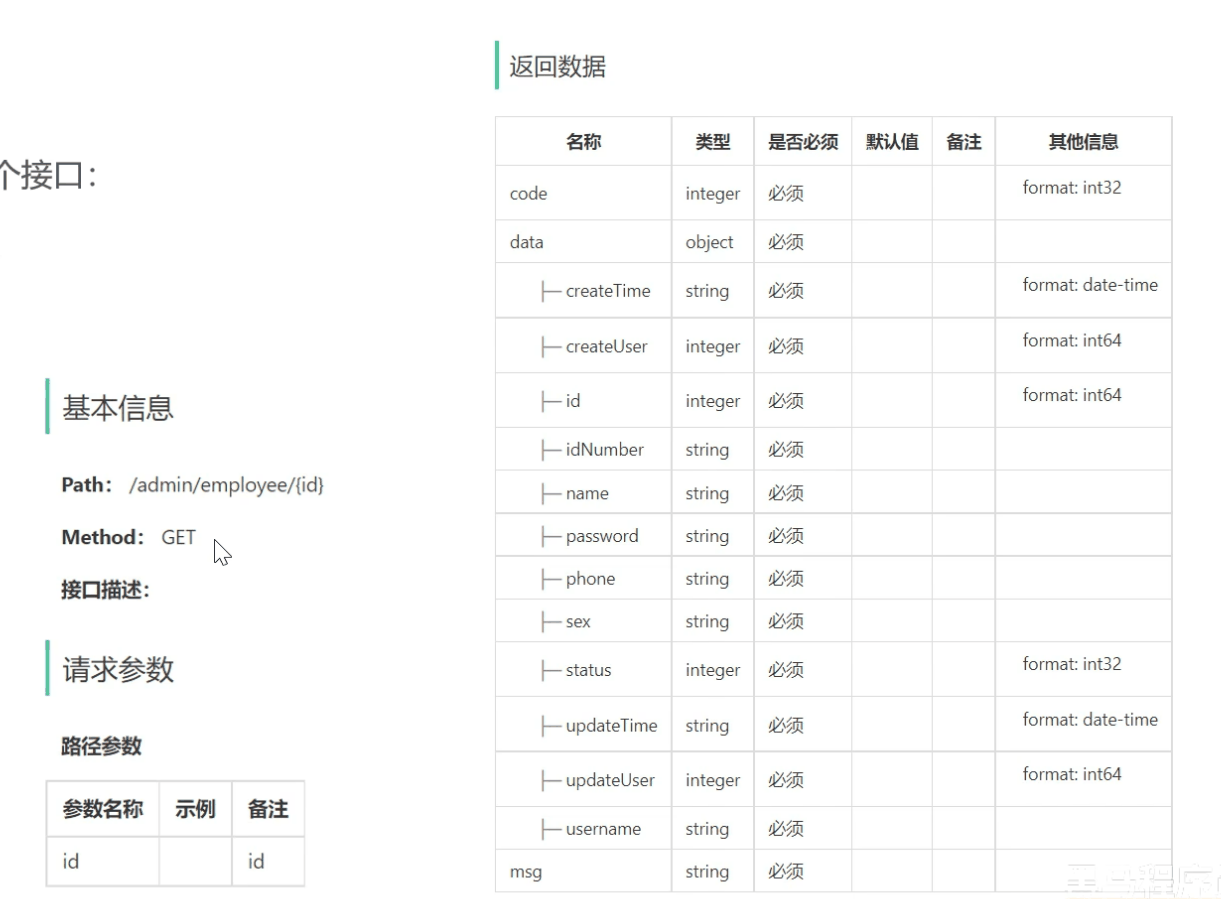 个接口：
基本信息
Path： /admin/employee/{id}
Method： GET
接口描述：
请求参数
路径参数
参数名称 示例 备注
id id
返回数据
名称 类型 是否必须 默认值 备注 其他信息
code integer 必须 format: int32
data object 必须
├─ createTime string 必须 format: date-time
├─ createUser integer 必须 format: int64
├─ id integer 必须 format: int64
├─ idNumber string 必须
├─ name string 必须
├─ password string 必须
├─ phone string 必须
├─ sex string 必须
├─ status integer 必须 format: int32
├─ updateTime string 必须 format: date-time
├─ updateUser integer 必须 format: int64
├─ username string 必须
msg string 必须